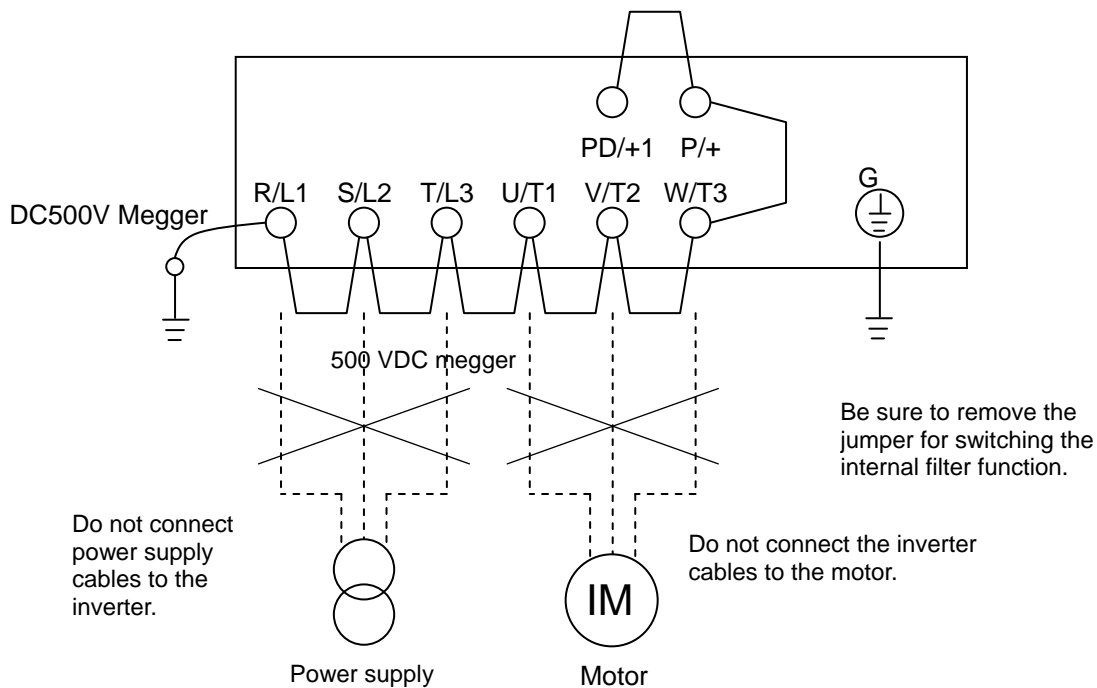 PD/+1 P/+
R/L1 S/L2 T/L3 U/T1 V/T2 W/T3 G
DC500V Megger
500 VDC megger
Be sure to remove the
jumper for switching the
internal filter function.
Do not connect
power supply
cables to the
inverter.
Do not connect the inverter
cables to the motor.
IM
Power supply
Motor